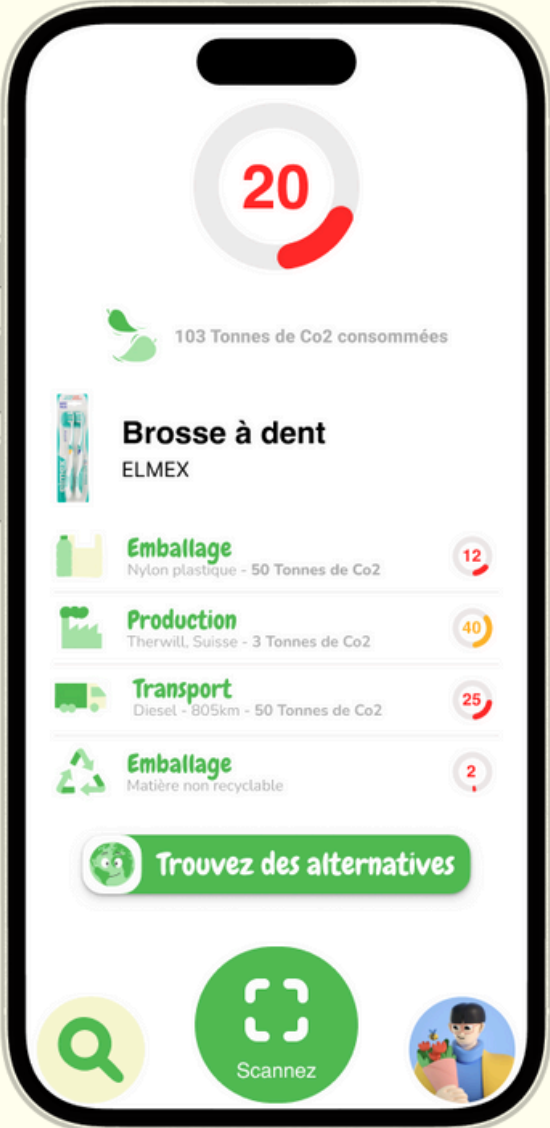 20
103 Tonnes de Co2 consommées
Brosse à dent
ELMEX
Emballage
Nylon plastique - 50 Tonnes de Co2
12
Production
Therwill, Suisse - 3 Tonnes de Co2
40
Transport
Diesel - 805km - 50 Tonnes de Co2
25
Emballage
Matière non recyclable
2
Trouvez des alternatives
Scannez